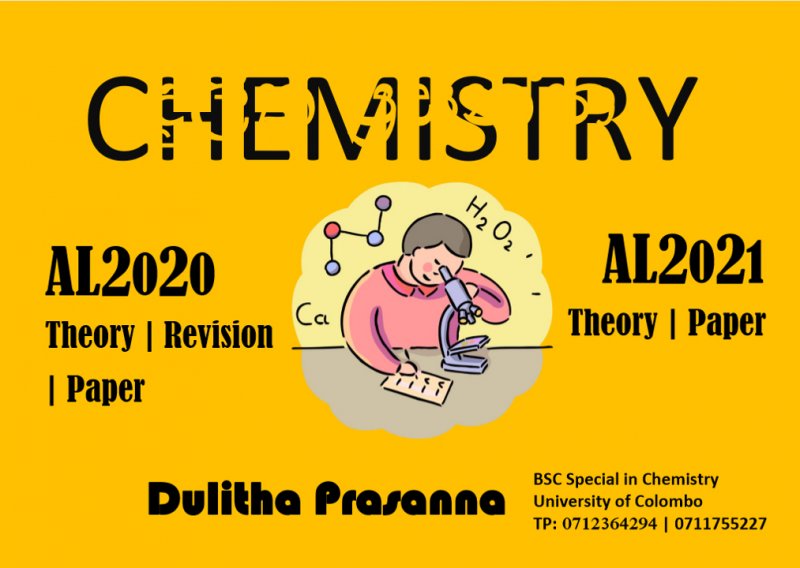 CHEMISTRY
H₂O₂
AL2020
Theory | Revision
| Paper
AL2021
Theory | Paper
Ca
Dulitha Prasanna
BSC Special in Chemistry
University of Colombo
TP: 0712364294 | 0711755227